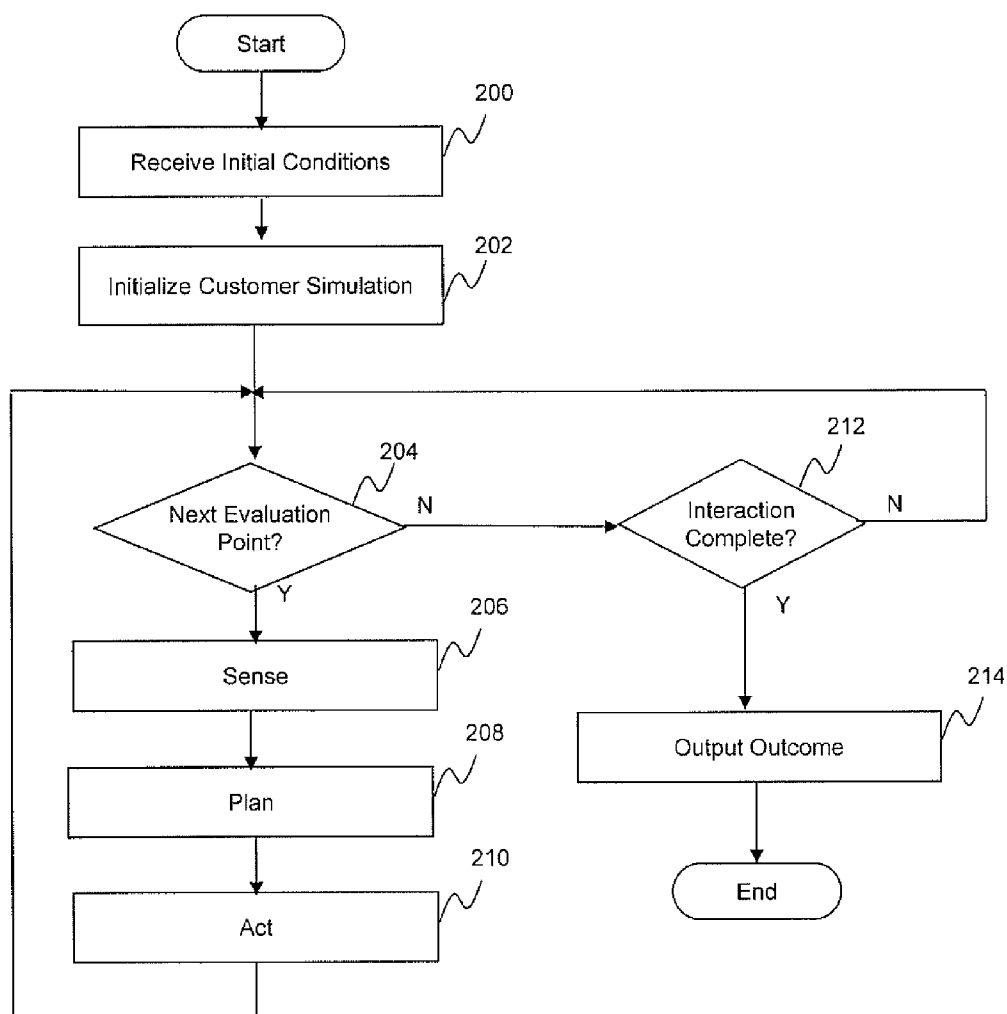 Start
200
Receive Initial Conditions
202
Initialize Customer Simulation
204
Next Evaluation
Point?
N
Y
212
Interaction
Complete?
N
Y
206
Sense
208
Plan
210
Act
214
Output Outcome
End